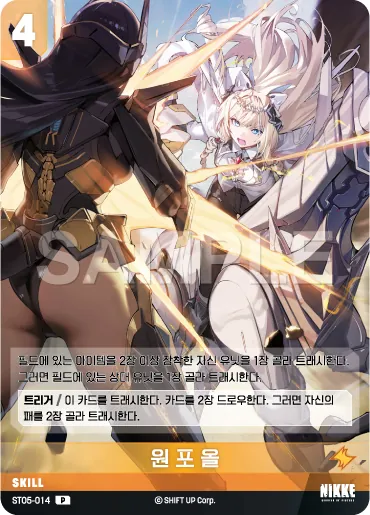 4
SAMPLE
필드에 있는 아이템을 2장 이상 장착한 자신 유닛을 1장 골라 트래시한다.
그러면 필드에 있는 상대 유닛을 1장 골라 트래시한다.
트리거 / 이 카드를 트래시한다. 카드를 2장 드로우한다. 그러면 자신의
패를 2장 골라 트래시한다.
원 포 올
SKILL
ST05-014 P
© SHIFT UP Corp.
NIKKE